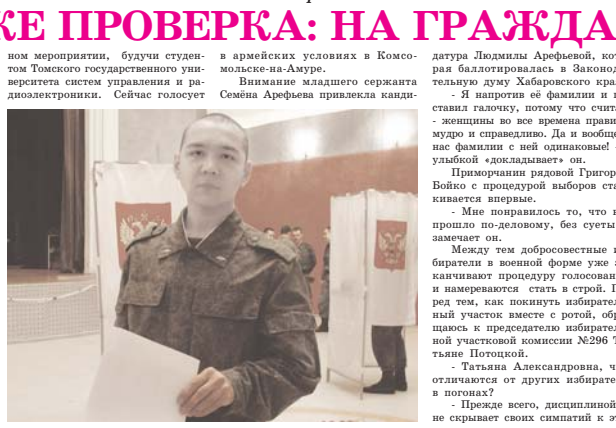 КЕ ПРОВЕРКА: НА ГРАЖДА
ном мероприятии, будучи студен-
том Томского государственного уни-
верситета систем управления и ра-
диоэлектроники. Сейчас голосует
в армейских условиях в Комсо-
мольске-на-Амуре.
Внимание младшего сержанта
Семёна Арефьева привлекла канди-
датура Людмилы Арефьевой, кот
рая баллотировалась в Законод
тельную думу Хабаровского кра
- Я напротив её фамилии и п
ставил галочку, потому что счит
- женщины во все времена прави
мудро и справедливо. Да и вообще
нас фамилии с ней одинаковые! -
улыбкой «докладывает» он.
Приморчанин рядовой Григор
Бойко с процедурой выборов ста
кивается впервые.
- Мне понравилось то, что в
прошло по-деловому, без суеты
замечает он.
Между тем добросовестные и
биратели в военной форме уже з
канчивают процедуру голосован
и намереваются стать в строй. П
ред тем, как покинуть избирател
ный участок вместе с ротой, обр
щаюсь к председателю избирател
ной участковой комиссии №296 Т
тьяне Потоцкой.
- Татьяна Александровна, ч
отличаются от других избирате
в погонах?
- Прежде всего, дисциплиной
не скрывает своих симпатий к эт